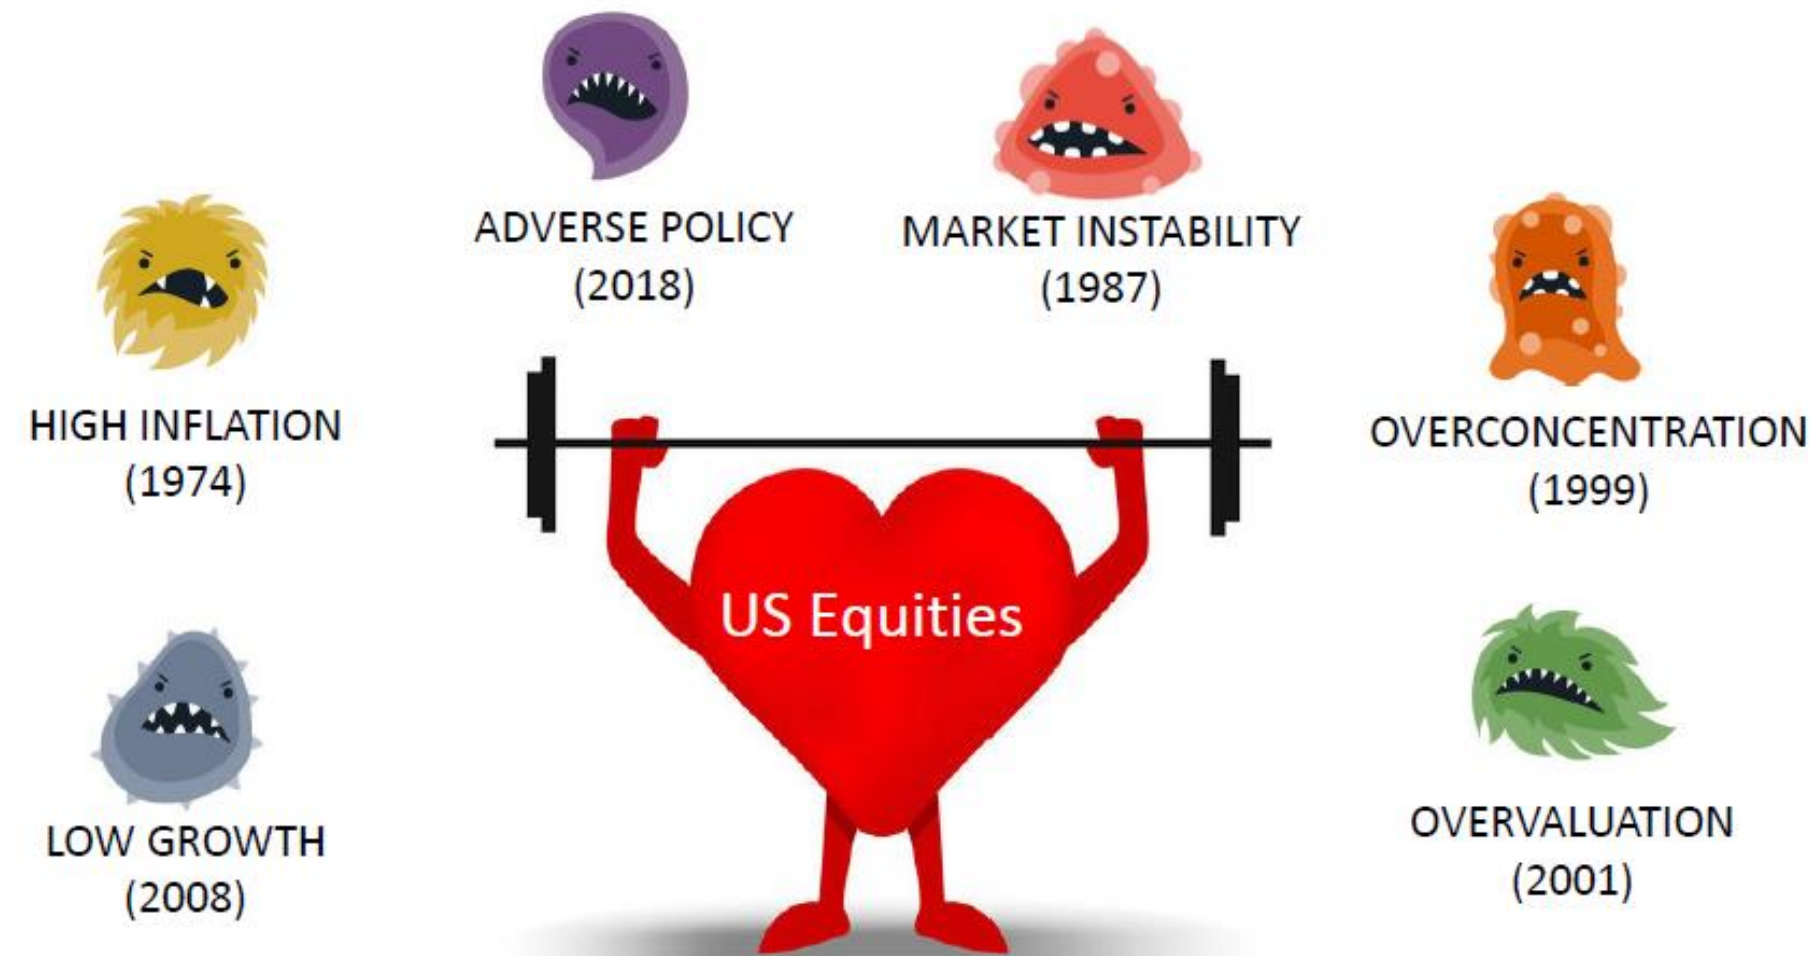 ADVERSE POLICY
(2018)
MARKET INSTABILITY
(1987)
HIGH INFLATION
(1974)
OVERCONCENTRATION
(1999)
US Equities
LOW GROWTH
(2008)
OVERVALUATION
(2001)